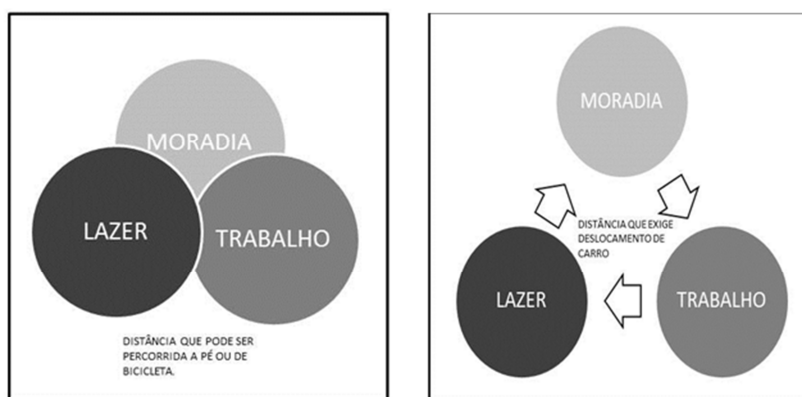 MORADIA
LAZER
TRABALHO
DISTÂNCIA QUE PODE SER
PERCORRIDA A PÉ OU DE
BICICLETA.
MORADIA
DISTÂNCIA QUE EXIGE
DESLOCAMENTO DE
CARRO
LAZER
TRABALHO